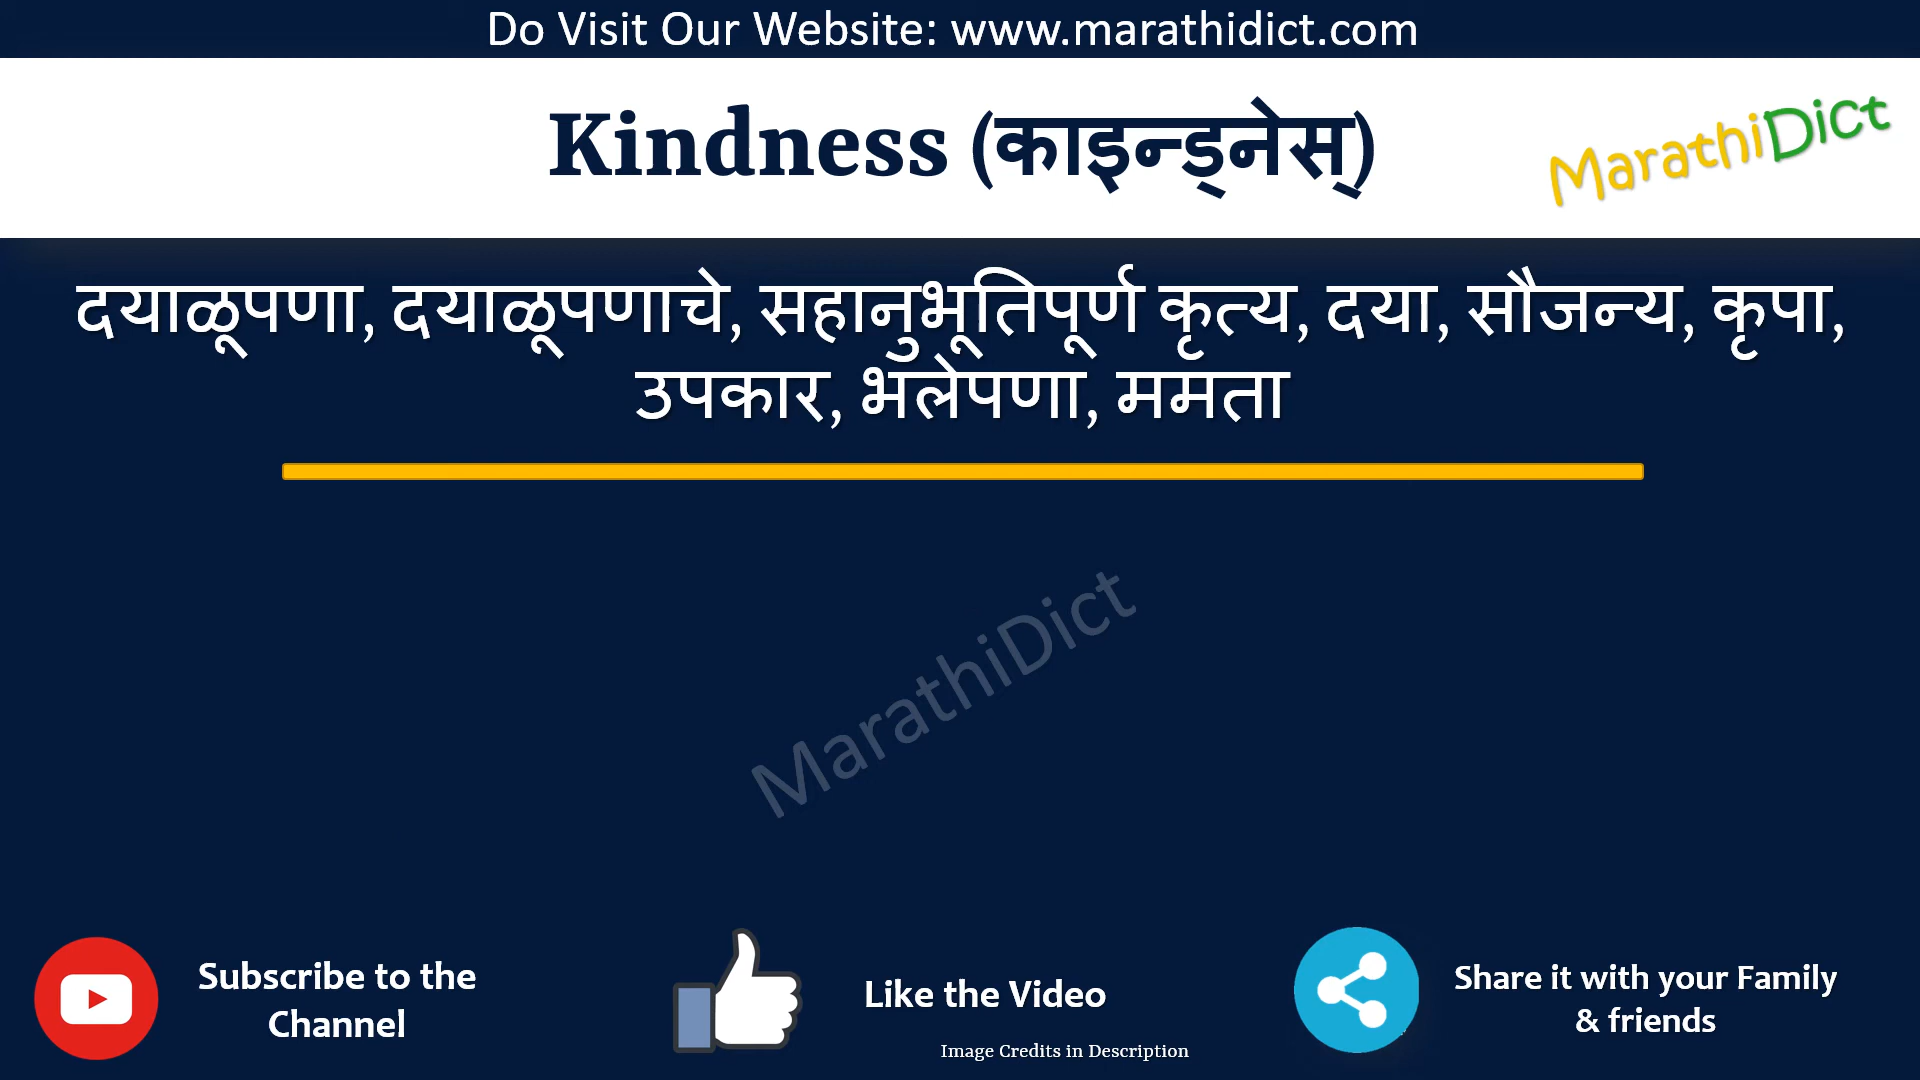 Do Visit Our Website: www.marathidict.com
Kindness (काइन्ड्नेस्)
MarathiDict
दयाळूपणा, दयाळूपणाचे, सहानुभूतिपूर्ण कृत्य, दया, सौजन्य, कृपा,
उपकार, भलेपणा, ममता
MarathiDict
Subscribe to the
Channel
Like the Video
Share it with your Family
& friends
Image Credits in Description